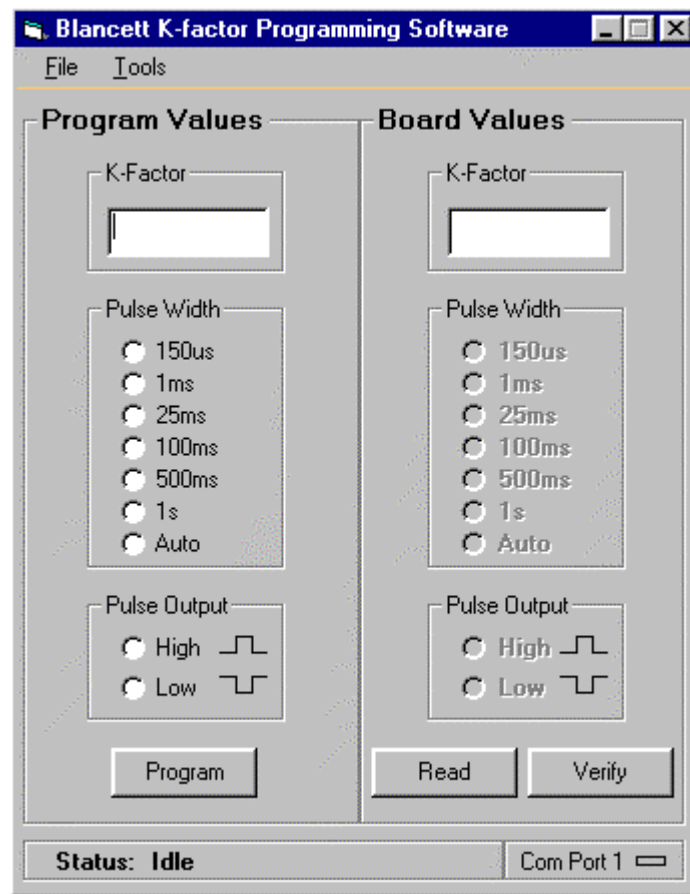 Blancett K-factor Programming Software
File Tools
Program Values
K-Factor
Pulse Width
150us
1ms
25ms
100ms
500ms
1s
Auto
Pulse Output
High
Low
Program
Board Values
K-Factor
Pulse Width
150us
1ms
25ms
100ms
500ms
1s
Auto
Pulse Output
High
Low
Read Verify
Status: Idle
Com Port 1